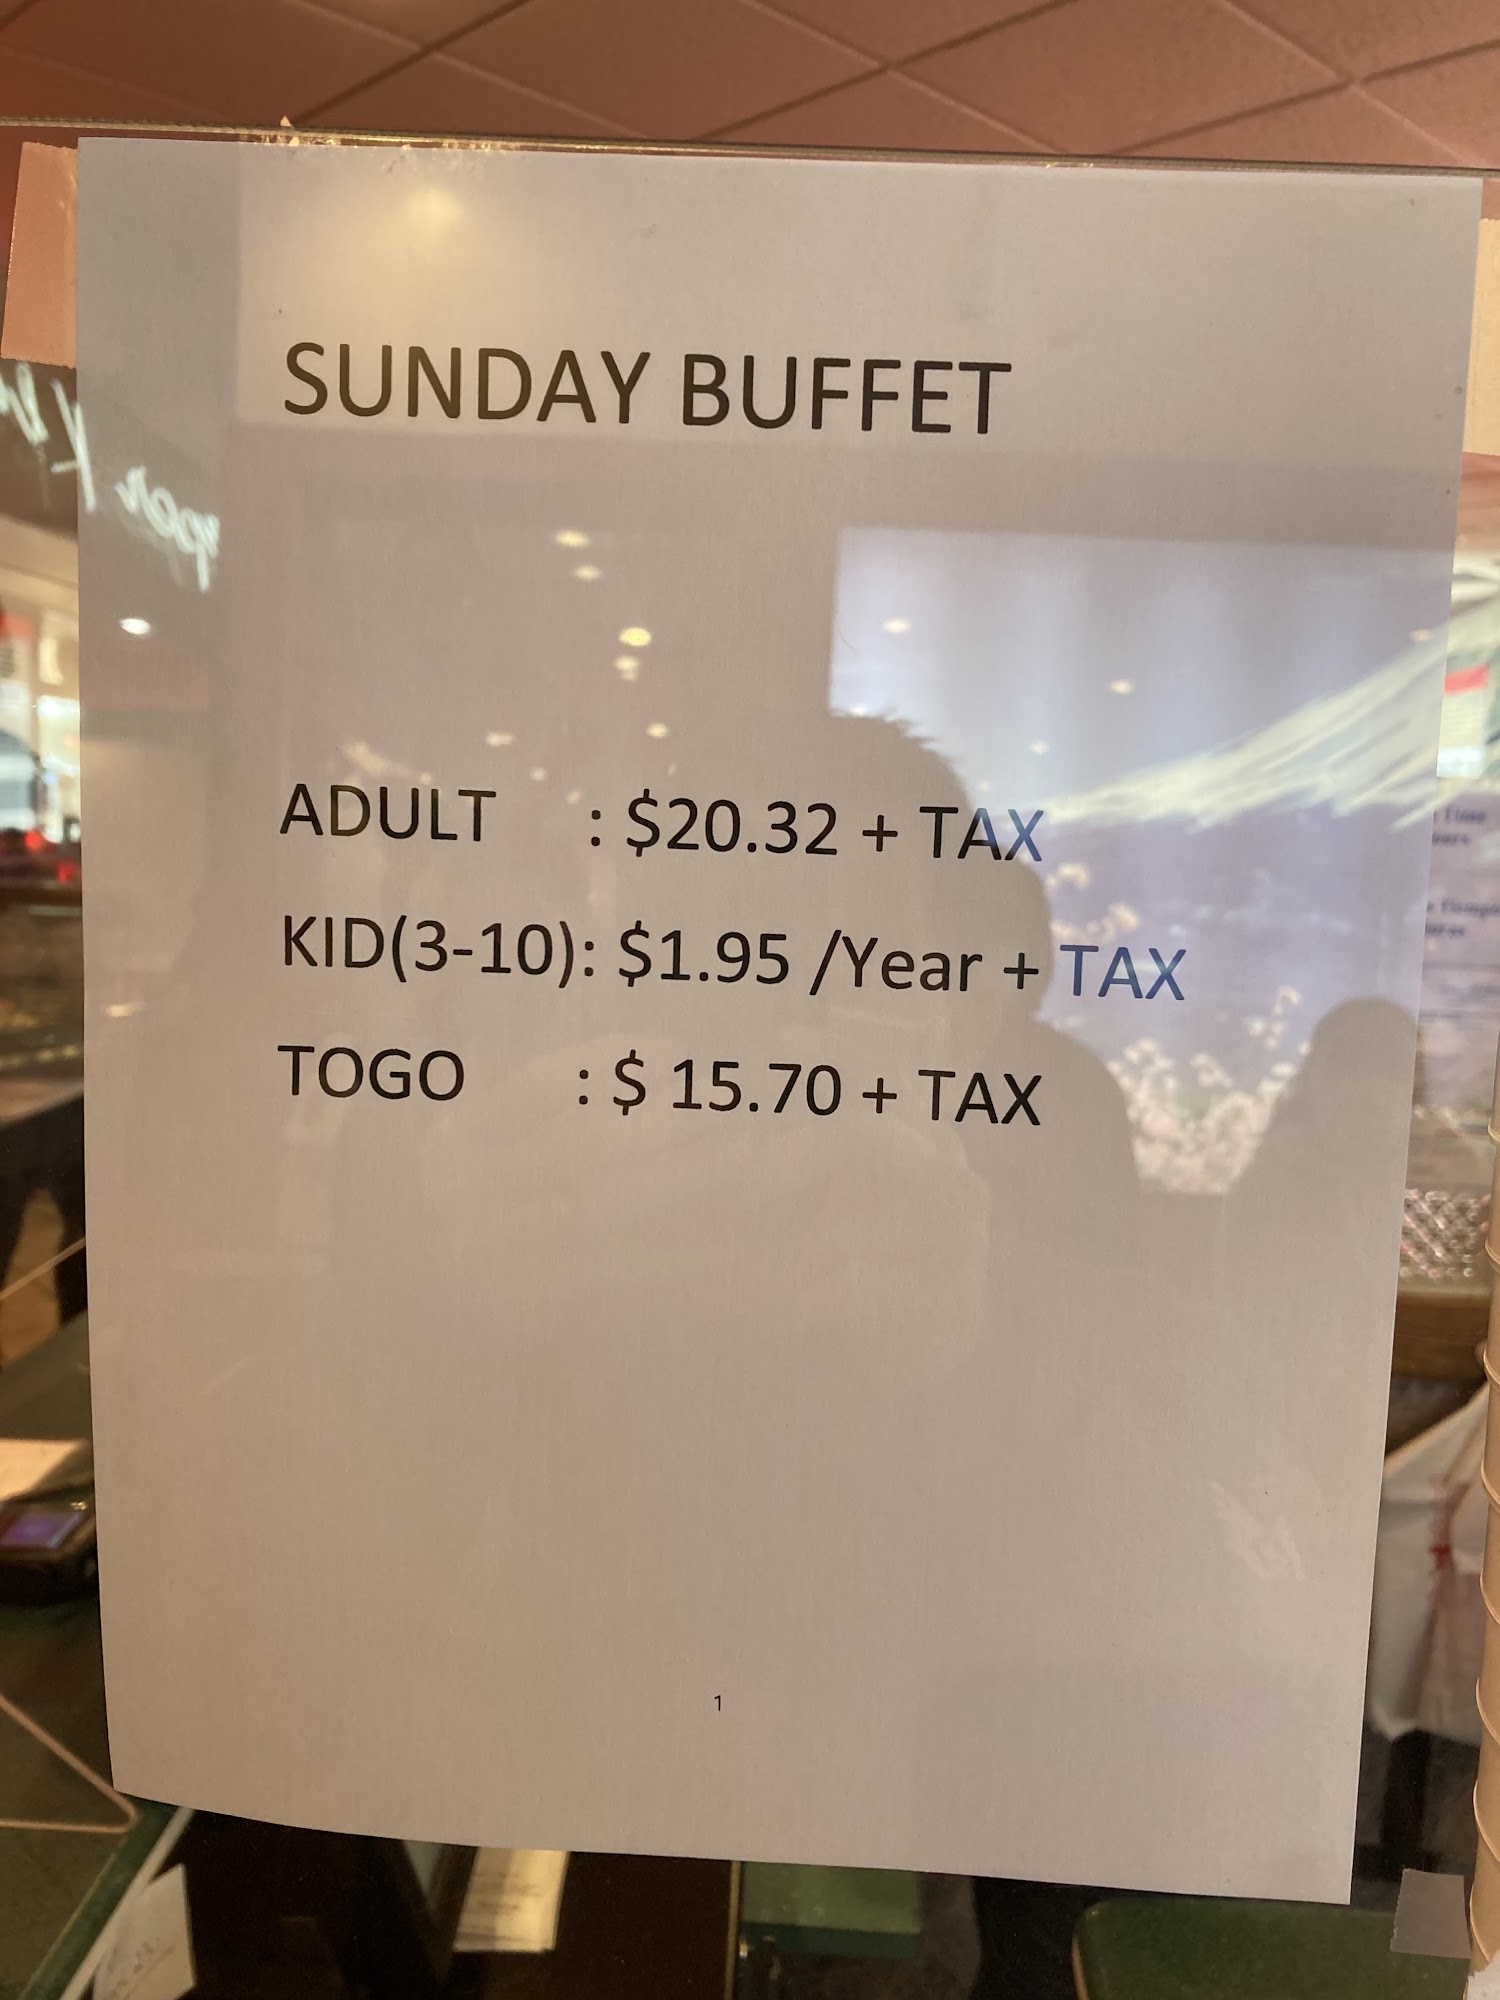 SUNDAY BUFFET
ADULT : $20.32 + TAX
KID(3-10): $1.95 /Year + TAX
TOGO : $ 15.70 + TAX
1